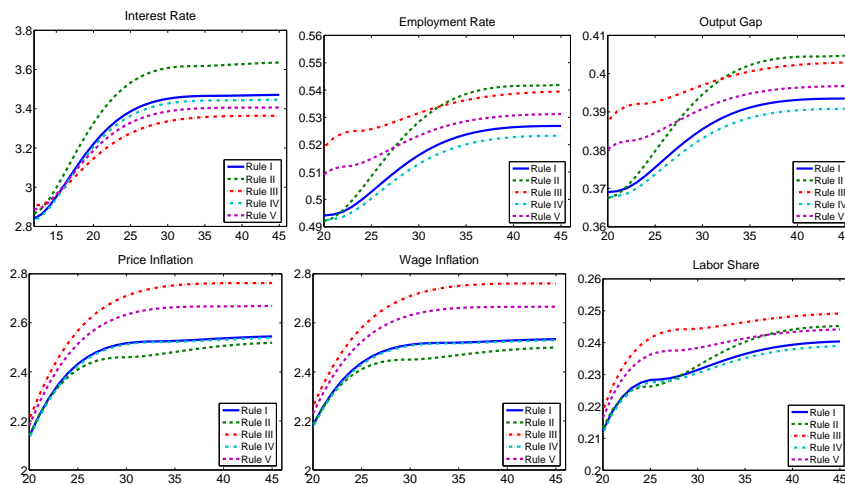 Interest Rate
3.8
3.6
3.4
3.2
3
2.8
15 20 25 30 35 40 45
Rule I
Rule II
Rule III
Rule IV
Rule V
Employment Rate
0.56
0.55
0.54
0.53
0.52
0.51
0.5
0.49
20 25 30 35 40 45
Rule I
Rule II
Rule III
Rule IV
Rule V
Output Gap
0.41
0.4
0.39
0.38
0.37
0.36
20 25 30 35 40 45
Rule I
Rule II
Rule III
Rule IV
Rule V
Price Inflation
2.8
2.6
2.4
2.2
2
20 25 30 35 40 45
Rule I
Rule II
Rule III
Rule IV
Rule V
Wage Inflation
2.8
2.6
2.4
2.2
2
20 25 30 35 40 45
Rule I
Rule II
Rule III
Rule IV
Rule V
Labor Share
0.26
0.25
0.24
0.23
0.22
0.21
0.2
20 25 30 35 40 45
Rule I
Rule II
Rule III
Rule IV
Rule V